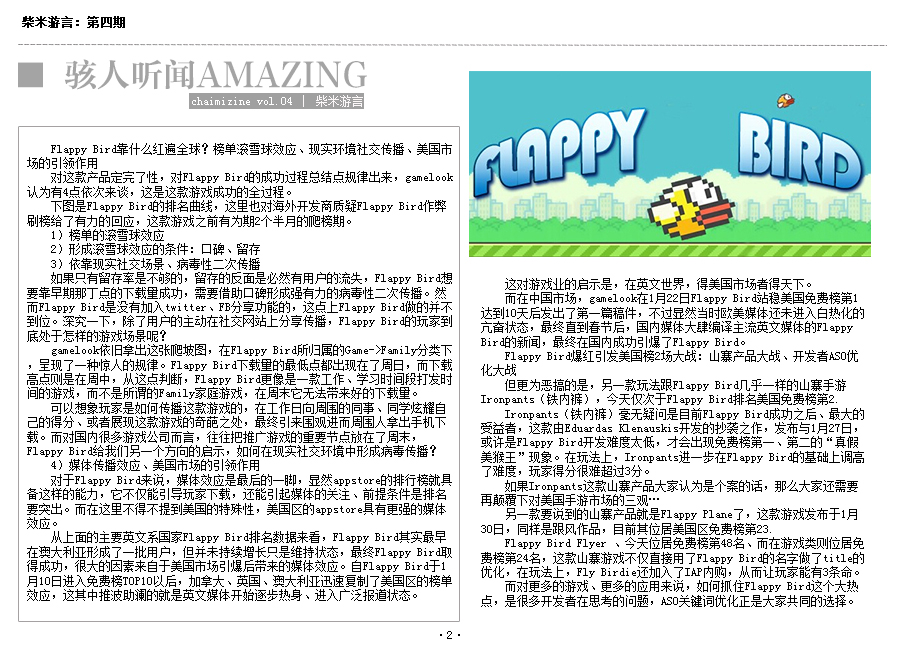 柴米游言：第四期
骇人听闻AMAZING
chaimizine vol.04 | 柴米游言
Flappy Bird靠什么红遍全球？榜单滚雪球效应、现实环境社交传播、美国市
场的引领作用
对这款产品定完了性，对Flappy Bird的成功过程总结点规律出来，gamelook
认为有4点依次来谈，这是这款游戏成功的全过程。
下图是Flappy Bird的排名曲线，这里也对海外开发商质疑Flappy Bird作弊
刷榜给了有力的回应，这款游戏之前有为期2个半月的爬榜期。
1）榜单的滚雪球效应
2）形成滚雪球效应的条件：口碑、留存
3）依靠现实社交场景、病毒性二次传播
如果只有留存率是不够的，留存的反面是必然有用户的流失，Flappy Bird想
要靠早期那丁点的下载量成功，需要借助口碑形成强有力的病毒性二次传播。然
而Flappy Bird是没有加入twitter、FB分享功能的，这点上Flappy Bird做的并不
到位。深究一下，除了用户的主动在社交网站上分享传播，Flappy Bird的玩家到
底处于怎样的游戏场景呢？
gamelook依旧拿出这张爬坡图，在Flappy Bird所归属的Game->Family分类下
，呈现了一种惊人的规律。Flappy Bird下载量的最低点都出现在了周日，而下载
高点则是在周中，从这点判断，Flappy Bird更像是一款工作、学习时间段打发时
间的游戏，而不是所谓的Family家庭游戏，在周末它无法带来好的下载量。
可以想象玩家是如何传播这款游戏的，在工作日向周围的同事、同学炫耀自
己的得分、或者展现这款游戏的奇葩之处，最终引来围观进而周围人拿出手机下
载。而对国内很多游戏公司而言，往往把推广游戏的重要节点放在了周末，
Flappy Bird给我们另一个方向的启示，如何在现实社交环境中形成病毒传播？
4）媒体传播效应、美国市场的引领作用
对于Flappy Bird来说，媒体效应是最后的一脚，显然appstore的排行榜就具
备这样的能力，它不仅能引导玩家下载，还能引起媒体的关注、前提条件是排名
要突出。而在这里不得不提到美国的特殊性，美国区的appstore具有更强的媒体
效应。
从上面的主要英文系国家Flappy Bird排名数据来看，Flappy Bird其实最早
在澳大利亚形成了一批用户，但并未持续增长只是维持状态，最终Flappy Bird取
得成功，很大的因素来自于美国市场引爆后带来的媒体效应。自Flappy Bird于1
月10日进入免费榜TOP10以后，加拿大、英国、澳大利亚迅速复制了美国区的榜单
效应，这其中推波助澜的就是英文媒体开始逐步热身、进入广泛报道状态。
FLAPPY BIRD
这对游戏业的启示是，在英文世界，得美国市场者得天下。
而在中国市场，gamelook在1月22日Flappy Bird站稳美国免费榜第1
达到10天后发出了第一篇稿件，不过显然当时欧美媒体还未进入白热化的
亢奋状态，最终直到春节后，国内媒体大肆编译主流英文媒体的Flappy
Bird的新闻，最终在国内成功引爆了Flappy Bird。
Flappy Bird爆红引发美国榜2场大战：山寨产品大战、开发者ASO优
化大战
但更为恶搞的是，另一款玩法跟Flappy Bird几乎一样的山寨手游
Ironpants（铁内裤），今天仅次于Flappy Bird排名美国免费榜第2.
Ironpants（铁内裤）毫无疑问是目前Flappy Bird成功之后、最大的
受益者，这款由Eduardas Klenauskis开发的抄袭之作，发布与1月27日，
或许是Flappy Bird开发难度太低，才会出现免费榜第一、第二的“真假
美猴王”现象。在玩法上，Ironpants进一步在Flappy Bird的基础上调高
了难度，玩家得分很难超过3分。
如果Ironpants这款山寨产品大家认为是个案的话，那么大家还需要
再颠覆下对美国手游市场的三观…
另一款要说到的山寨产品就是Flappy Plane了，这款游戏发布于1月
30日，同样是跟风作品，目前其位居美国区免费榜第23.
Flappy Bird Flyer 、今天位居免费榜第48名、而在游戏类则位居免
费榜第24名，这款山寨游戏不仅直接用了Flappy Bird的名字做了title的
优化，在玩法上，Fly Birdie还加入了IAP内购，从而让玩家能有3条命。
而对更多的游戏、更多的应用来说，如何抓住Flappy Bird这个大热
点，是很多开发者在思考的问题，ASO关键词优化正是大家共同的选择。
·2·